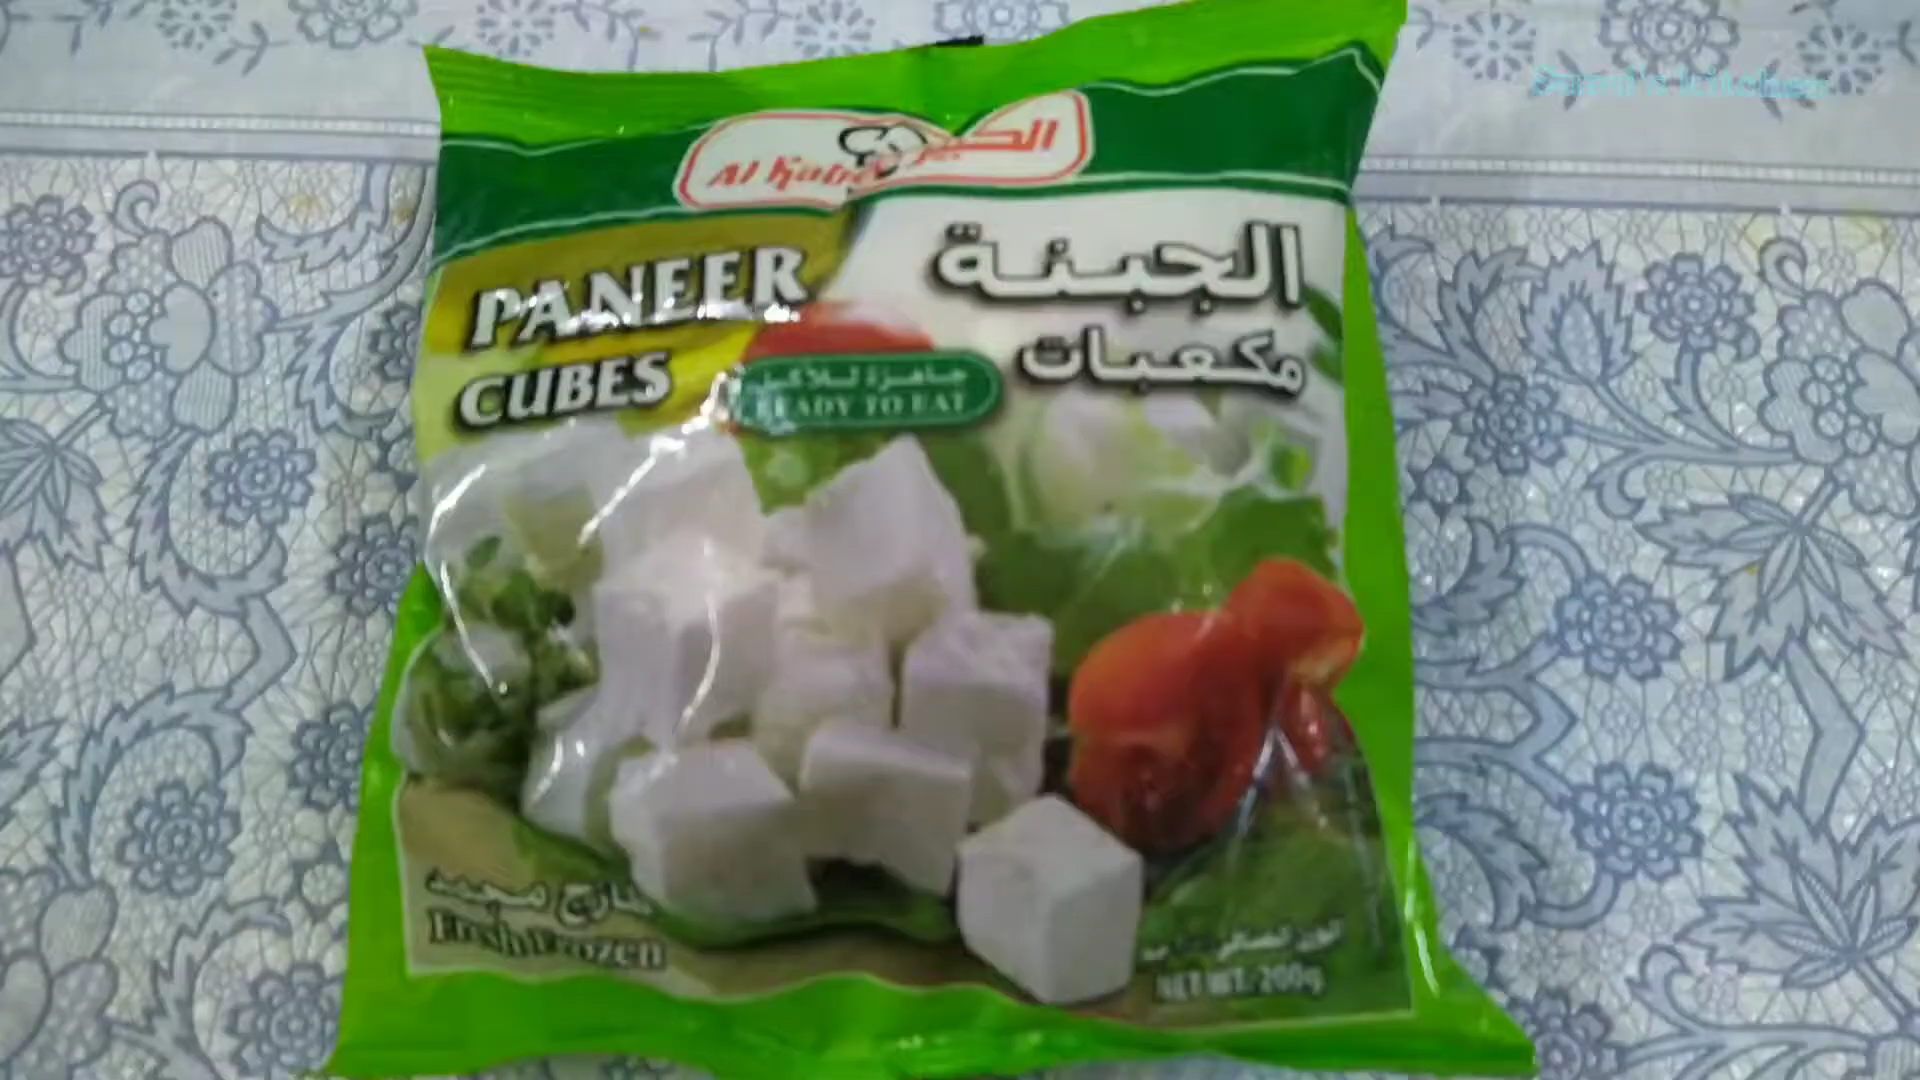 Al Kabeer الكبير
PANEER
CUBES
الجبنة
مكعبات
جاهزة للأكل
READY TO EAT
طازج مجمد
Fresh Frozen
NET WT. 200g
kitchen